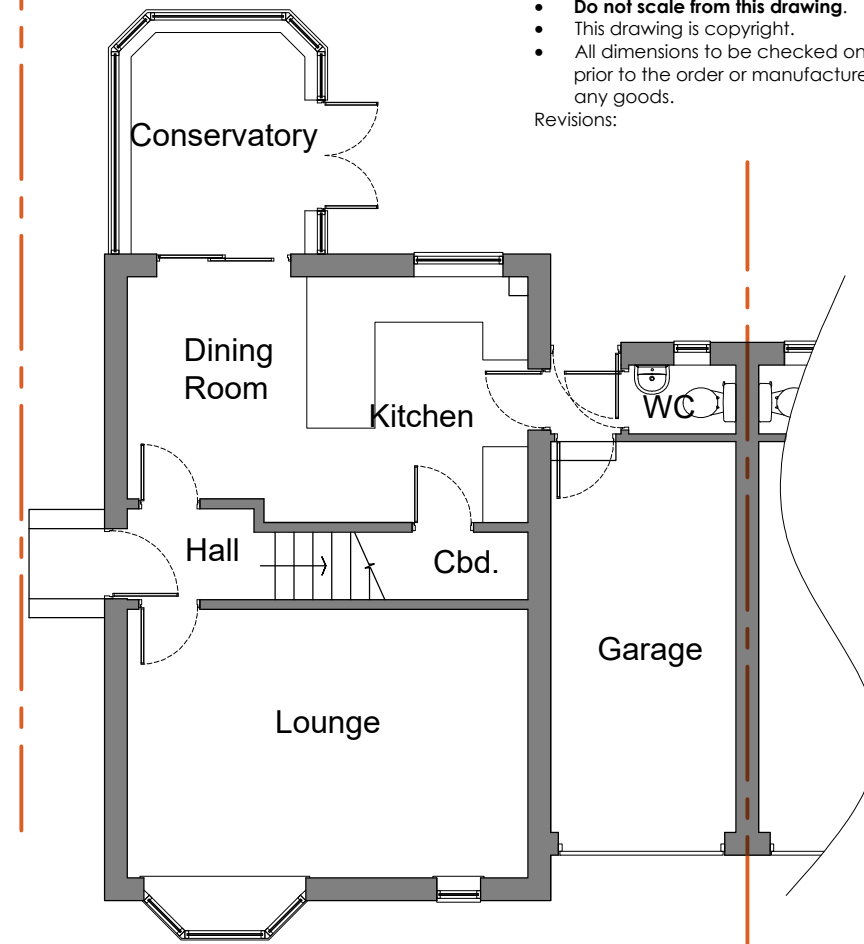 • Do not scale from this drawing.
• This drawing is copyright.
• All dimensions to be checked on
prior to the order or manufacture
any goods.
Revisions:
Conservatory
Dining
Room
Kitchen
WC
Hall
Cbd.
Garage
Lounge